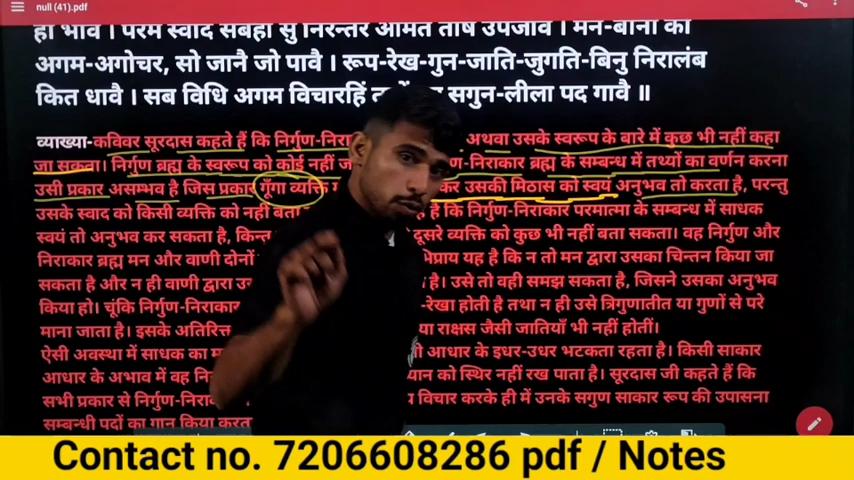 null (41).pdf
हो भावै । परम स्वाद सबही सु निरन्तर अमित तोष उपजावै । मन-बानी कौ
अगम-अगोचर, सो जानै जो पावै । रूप-रेख-गुन-जाति-जुगति-बिनु निरालंब
कित धावै । सब विधि अगम विचारहिं सगुन-लीला पद गावै ॥
व्याख्या-कविवर सूरदास कहते हैं कि निर्गुण- अथवा उसके स्वरूप के बारे में कुछ भी नहीं कहा
जा सकता। निर्गुण ब्रह्म के स्वरूप को कोई नहीं -निराकार ब्रह्म के सम्बन्ध में तथ्यों का वर्णन करना
उसी प्रकार असम्भव है जिस प्रकार गूँगा व्यक्ति कर उसकी मिठास को स्वयं अनुभव तो करता है, परन्तु
उसके स्वाद को किसी व्यक्ति को नहीं बता है कि निर्गुण-निराकार परमात्मा के सम्बन्ध में साधक
स्वयं तो अनुभव कर सकता है, दूसरे व्यक्ति को कुछ भी नहीं बता सकता। वह निर्गुण और
निराकार ब्रह्म मन और वाणी दोनों भिप्राय यह है कि न तो मन द्वारा उसका चिन्तन किया जा
सकता है और न ही वाणी द्वारा है। उसे तो वही समझ सकता है, जिसने उसका अनुभव
किया हो। चूंकि निर्गुण-निराकार -रेखा होती है तथा न ही उसे त्रिगुणातीत या गुणों से परे
माना जाता है। इसके अतिरिक्त या राक्षस जैसी जातियाँ भी नहीं होतीं।
ऐसी अवस्था में साधक का आधार के इधर-उधर भटकता रहता है। किसी साकार
आधार के अभाव में वह ध्यान को स्थिर नहीं रख पाता है। सूरदास जी कहते हैं कि
सभी प्रकार से निर्गुण- विचार करके ही में उनके सगुण साकार रूप की उपासना
सम्बन्धी पदों का गान किया करता
Contact no. 7206608286 pdf / Notes